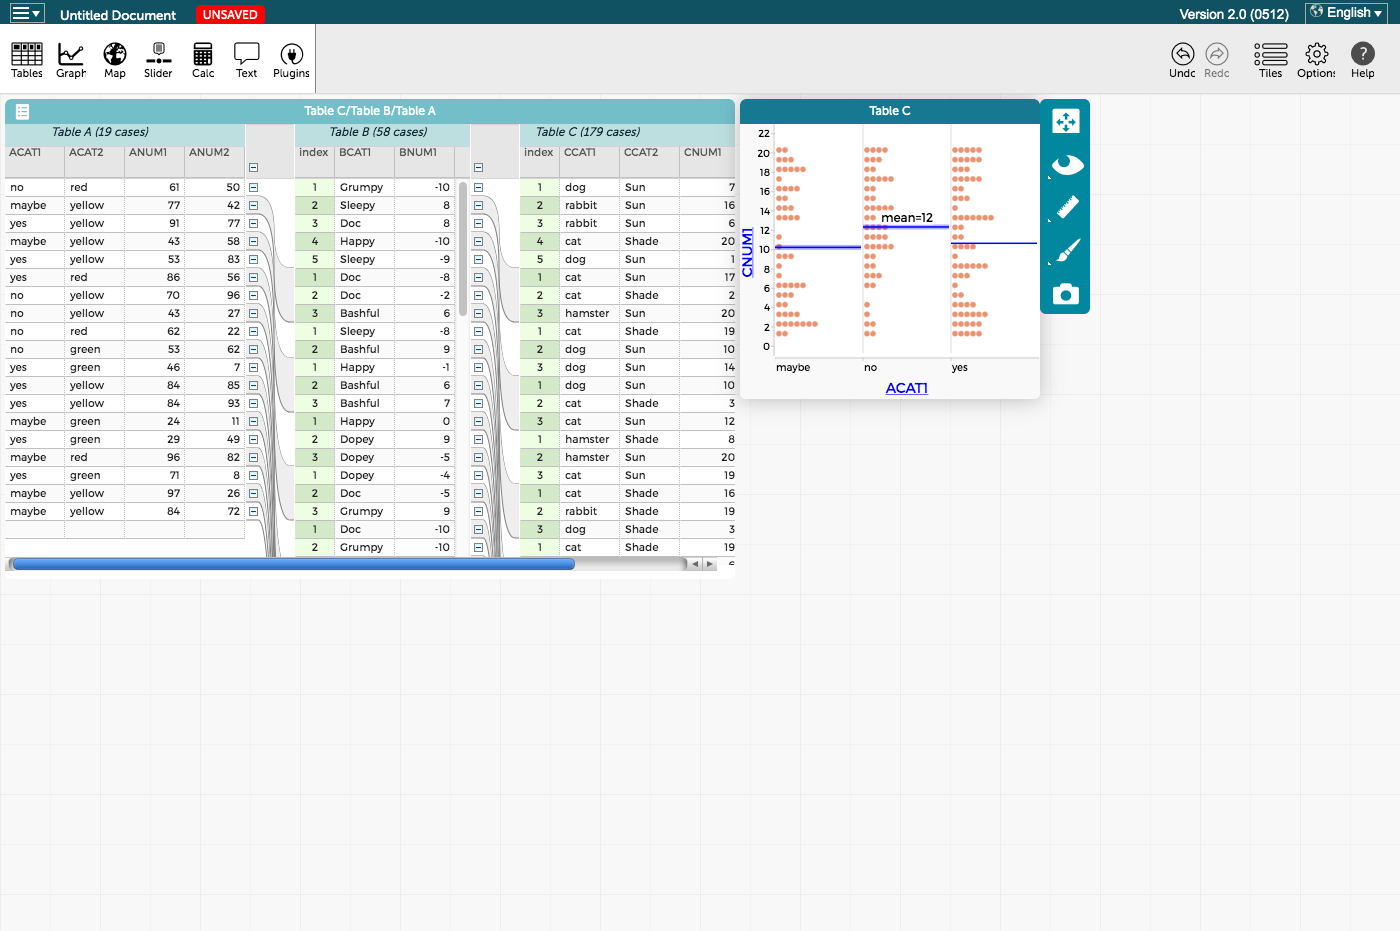 Untitled Document UNSAVED Version 2.0 (0512) English
Tables Graph Map Slider Calc Text Plugins Undo Redo Tiles Options Help
Table C/Table B/Table A
Table A (19 cases) Table B (58 cases) Table C (179 cases)
ACAT1 ACAT2 ANUM1 ANUM2 index BCAT1 BNUM1 index CCAT1 CCAT2 CNUM1
no red 61 50 1 Grumpy -10 1 dog Sun 7
maybe yellow 77 42 2 Sleepy 8 2 rabbit Sun 16
yes yellow 91 77 3 Doc 8 3 rabbit Sun 6
maybe yellow 43 58 4 Happy -10 4 cat Shade 20
yes yellow 53 83 5 Sleepy -9 5 dog Sun 1
yes red 86 56 1 Doc -8 1 cat Sun 17
no yellow 70 96 2 Doc -2 2 cat Shade 2
no yellow 43 27 3 Bashful 6 3 hamster Sun 20
no red 62 22 1 Sleepy -8 1 cat Shade 19
no green 53 62 2 Bashful 9 2 dog Sun 10
yes green 46 7 1 Happy -1 3 dog Sun 14
yes yellow 84 85 2 Bashful 6 1 dog Sun 10
yes yellow 84 93 3 Bashful 7 2 cat Shade 3
maybe green 24 11 1 Happy 0 3 cat Sun 12
yes green 29 49 2 Dopey 9 1 hamster Shade 8
maybe red 96 82 3 Dopey -5 2 hamster Sun 20
yes green 71 8 1 Dopey -4 3 cat Sun 19
maybe yellow 97 26 2 Doc -5 1 cat Shade 16
maybe yellow 84 72 3 Grumpy 9 2 rabbit Shade 19
1 Doc -10 3 dog Shade 3
2 Grumpy -10 1 cat Shade 19
Table C
22
20
18
16
14
mean=12
12
10
8
6
4
2
0
CNUM1
maybe no yes
ACAT1